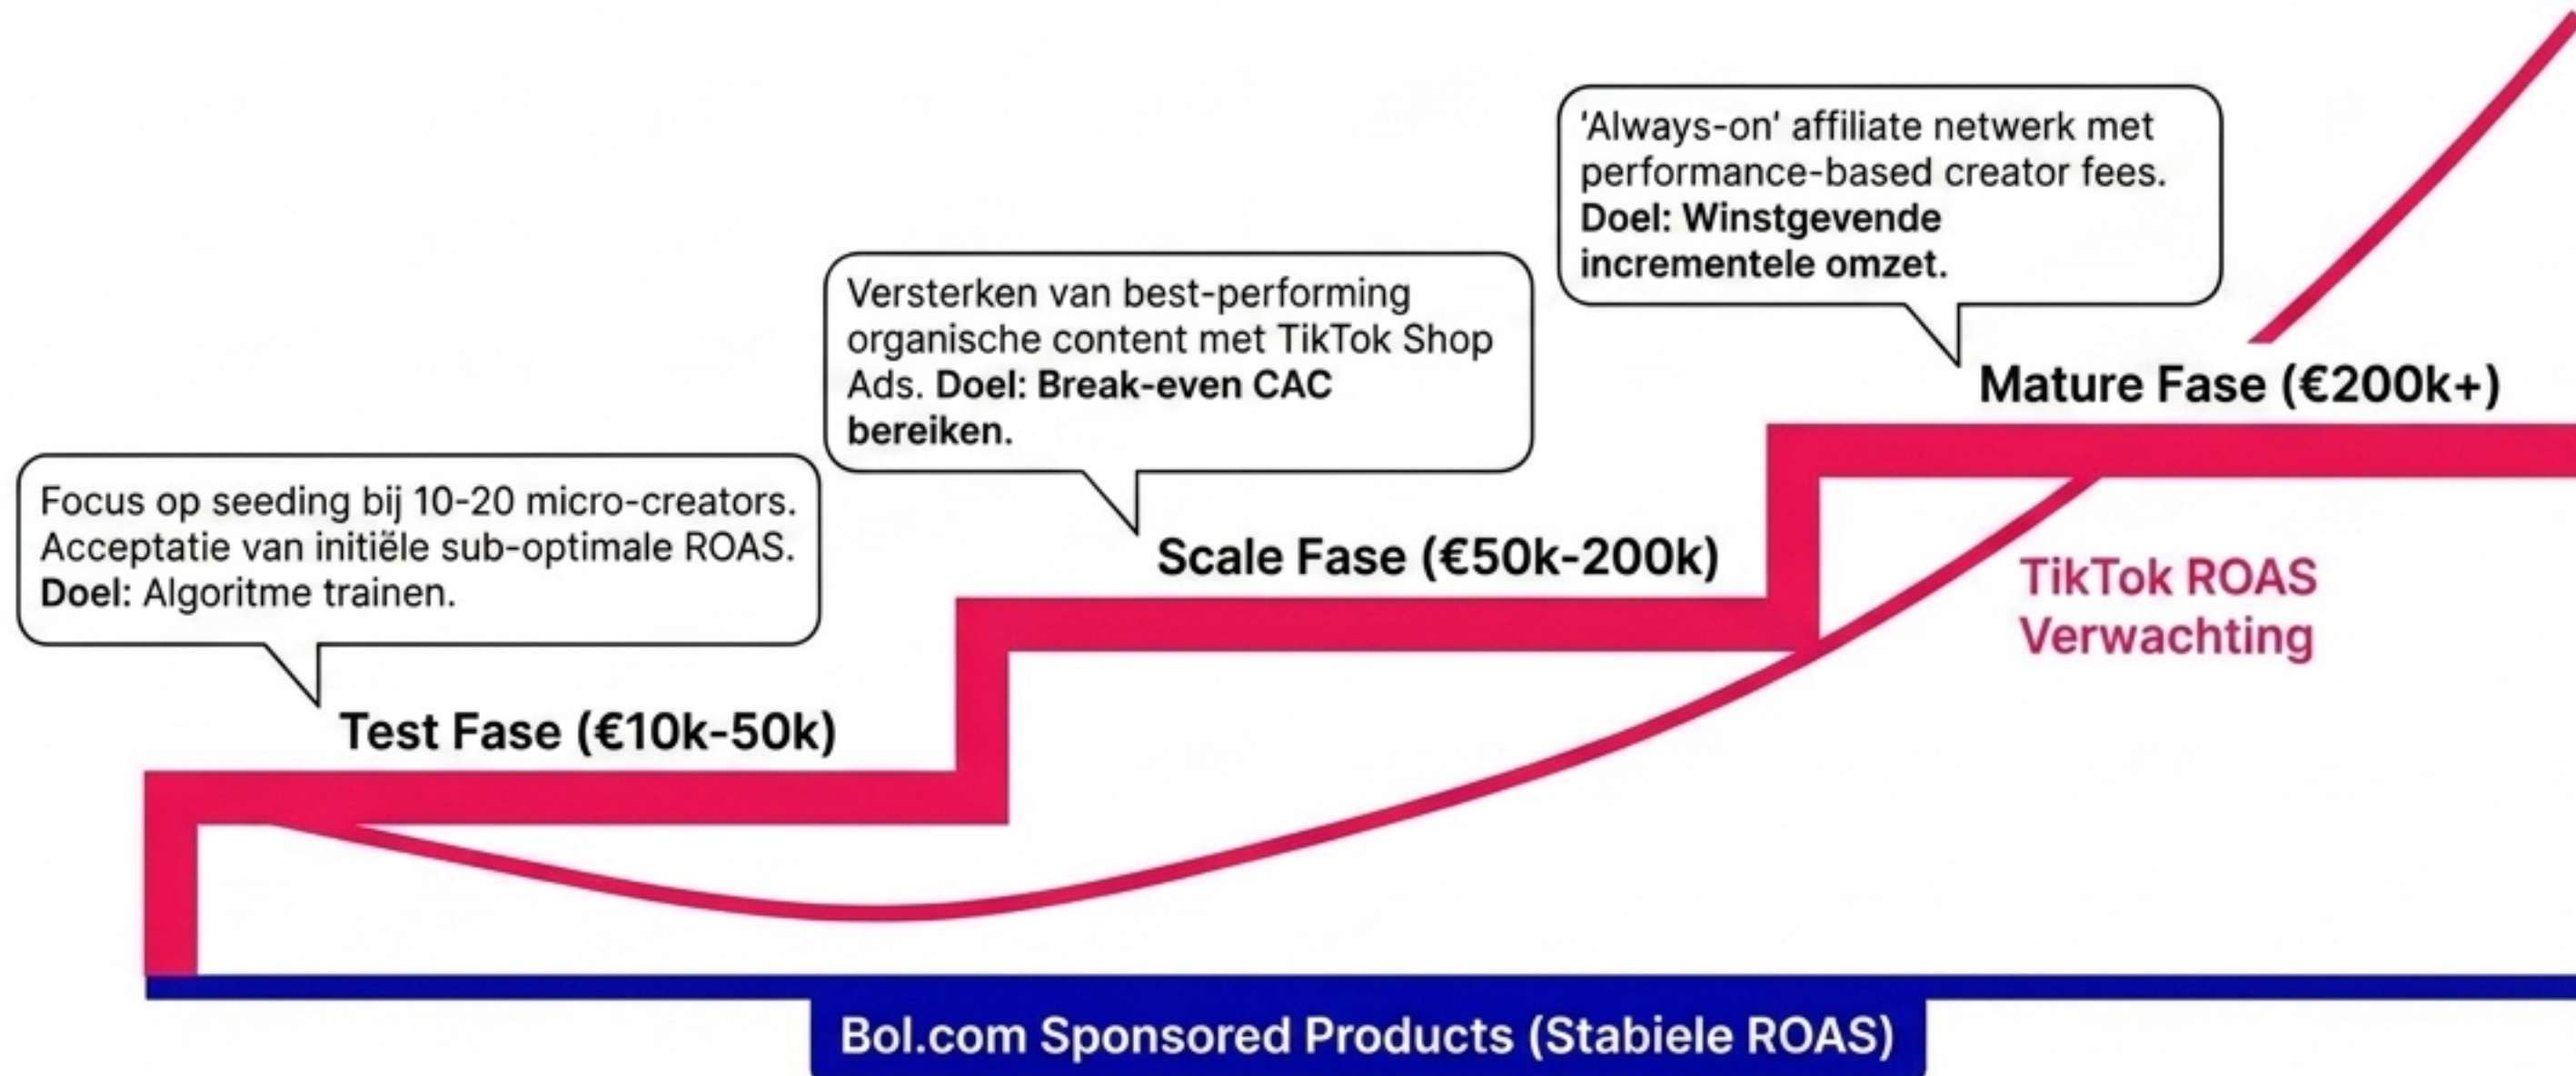 'Always-on' affiliate netwerk met
performance-based creator fees.
Doel: Winstgevende
incrementele omzet.
Mature Fase (€200k+)
Versterken van best-performing
organische content met TikTok Shop
Ads. Doel: Break-even CAC
bereiken.
Scale Fase (€50k-200k)
Focus op seeding bij 10-20 micro-creators.
Acceptatie van initiële sub-optimale ROAS.
Doel: Algoritme trainen.
Test Fase (€10k-50k)
TikTok ROAS
Verwachting
Bol.com Sponsored Products (Stabiele ROAS)